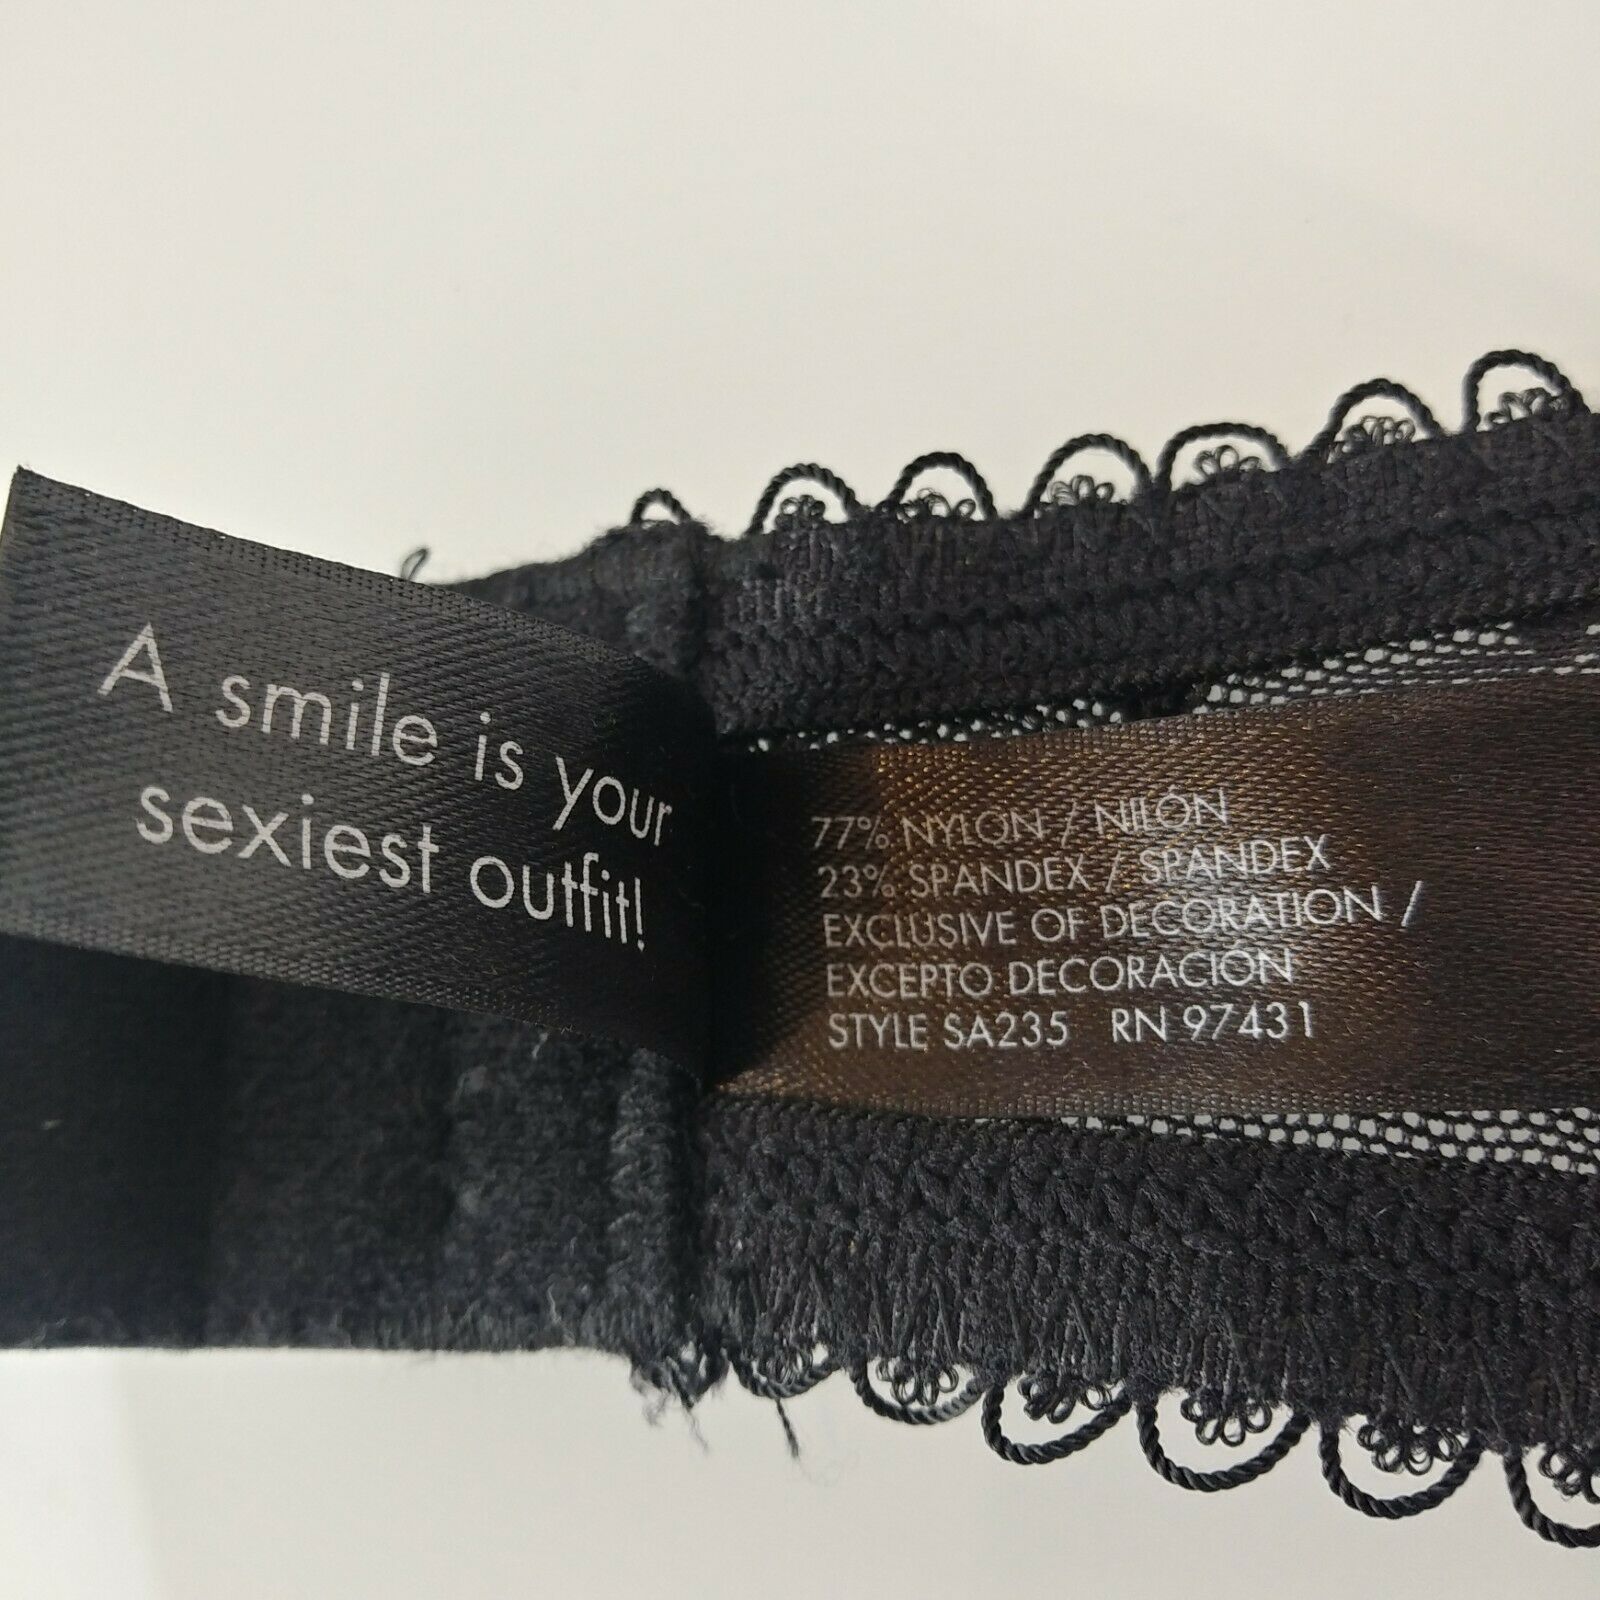 A smile is your
sexiest outfit!
77% NYLON / NILÓN
23% SPANDEX / SPANDEX
EXCLUSIVE OF DECORATION /
EXCEPTO DECORACIÓN
STYLE SA235 RN 97431